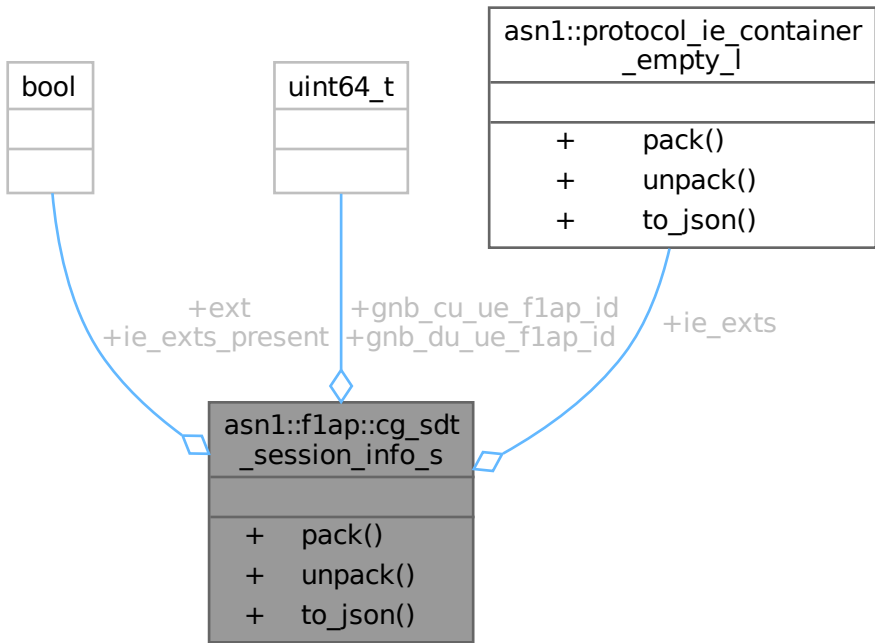 asn1::protocol_ie_container
_empty_l
bool
uint64_t
+ pack()
+ unpack()
+ to_json()
+ext
+ie_exts_present
+gnb_cu_ue_f1ap_id
+gnb_du_ue_f1ap_id
+ie_exts
asn1::f1ap::cg_sdt
_session_info_s
+ pack()
+ unpack()
+ to_json()